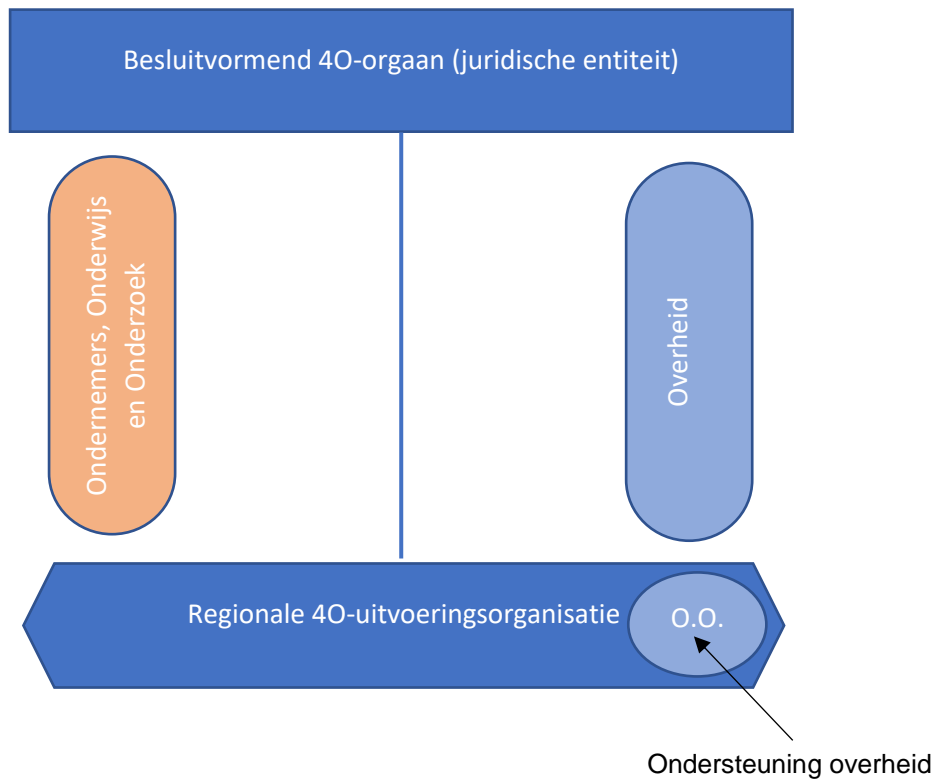 Besluitvormend 4O-orgaan (juridische entiteit)
Ondernemers, Onderwijs
en Onderzoek
Overheid
Regionale 4O-uitvoeringsorganisatie
O.O.
Ondersteuning overheid